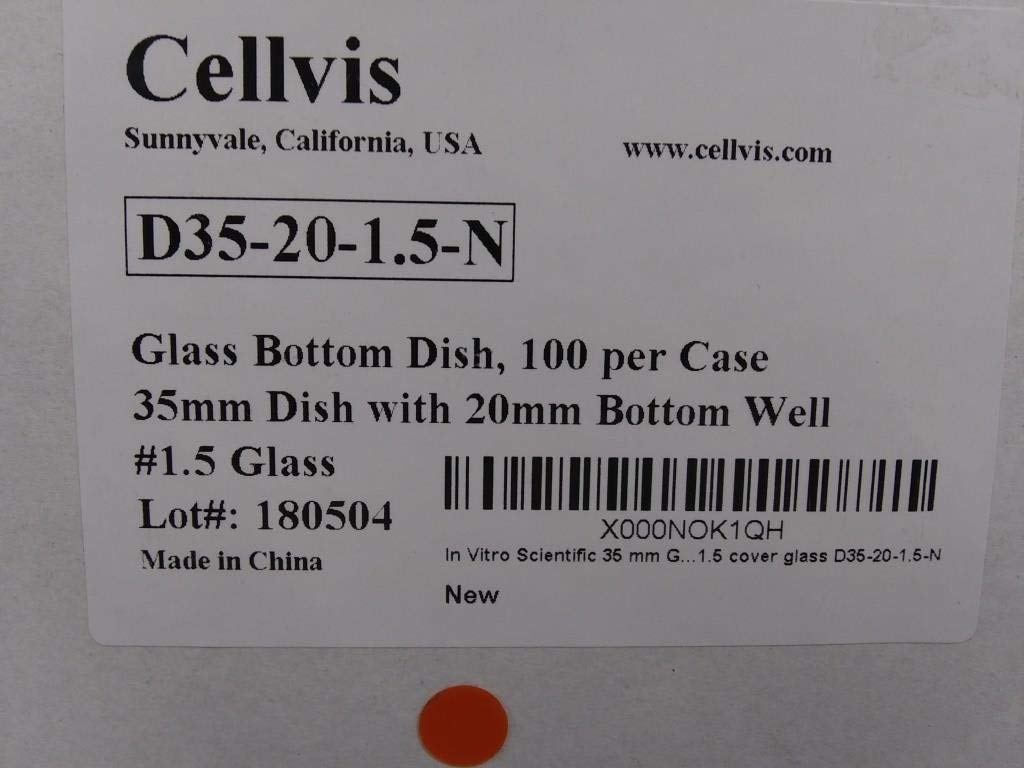 Cellvis
Sunnyvale, California, USA
www.cellvis.com
D35-20-1.5-N
Glass Bottom Dish, 100 per Case
35mm Dish with 20mm Bottom Well
#1.5 Glass
Lot#: 180504
Made in China
X000NOK1QH
In Vitro Scientific 35 mm G...1.5 cover glass D35-20-1.5-N
New